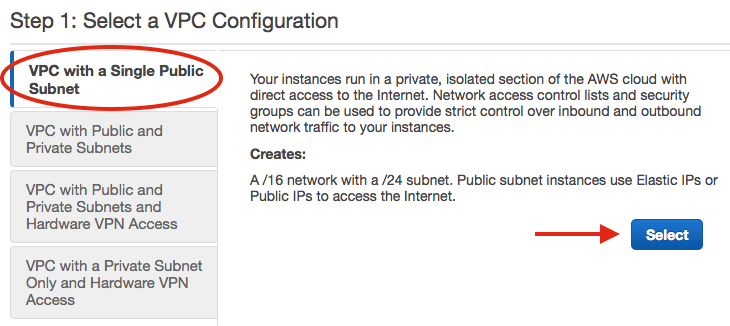 Step 1: Select a VPC Configuration
VPC with a Single Public
Subnet
VPC with Public and
Private Subnets
VPC with Public and
Private Subnets and
Hardware VPN Access
VPC with a Private Subnet
Only and Hardware VPN
Access
Your instances run in a private, isolated section of the AWS cloud with
direct access to the Internet. Network access control lists and security
groups can be used to provide strict control over inbound and outbound
network traffic to your instances.
Creates:
A /16 network with a /24 subnet. Public subnet instances use Elastic IPs or
Public IPs to access the Internet.
Select